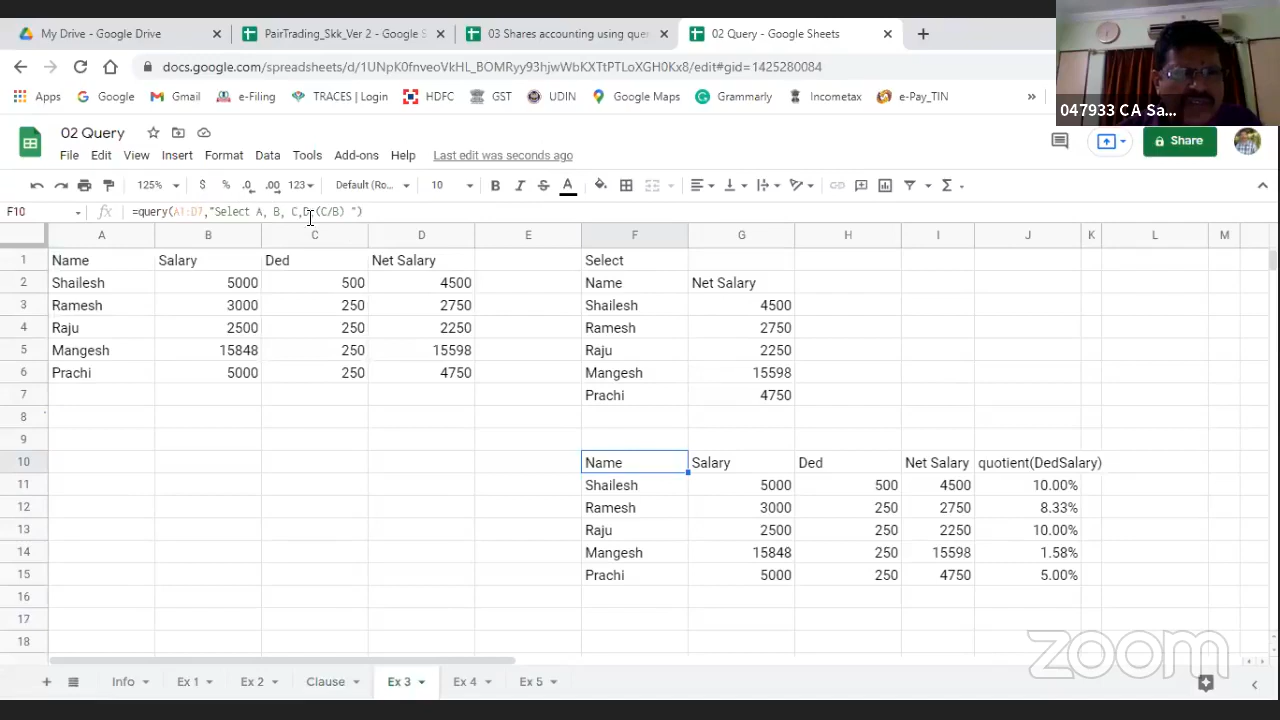 My Drive - Google Drive
PairTrading_Skk_Ver 2 - Google S
03 Shares accounting using quer
02 Query - Google Sheets
docs.google.com/spreadsheets/d/1UNpK0fnveoVkHL_BOMRyy93hjwWbKXTtPTLoXGH0Kx8/edit#gid=1425280084
Apps Google Gmail e-Filing TRACES | Login HDFC GST UDIN Google Maps Grammarly Incometax e-Pay_TIN »
047933 CA Sa...
02 Query
File Edit View Insert Format Data Tools Add-ons Help Last edit was seconds ago
Share
125% $ % .0 .00 123 Default (Ro... 10 B I S A
F10 fx =query(A1:D7,"Select A, B, C,D,(C/B) ")
A B C D E F G H I J K L M
1 Name Salary Ded Net Salary Select
2 Shailesh 5000 500 4500 Name Net Salary
3 Ramesh 3000 250 2750 Shailesh 4500
4 Raju 2500 250 2250 Ramesh 2750
5 Mangesh 15848 250 15598 Raju 2250
6 Prachi 5000 250 4750 Mangesh 15598
7 Prachi 4750
8
9
10 Name Salary Ded Net Salary quotient(DedSalary)
11 Shailesh 5000 500 4500 10.00%
12 Ramesh 3000 250 2750 8.33%
13 Raju 2500 250 2250 10.00%
14 Mangesh 15848 250 15598 1.58%
15 Prachi 5000 250 4750 5.00%
16
17
18
zoom
Info Ex 1 Ex 2 Clause Ex 3 Ex 4 Ex 5